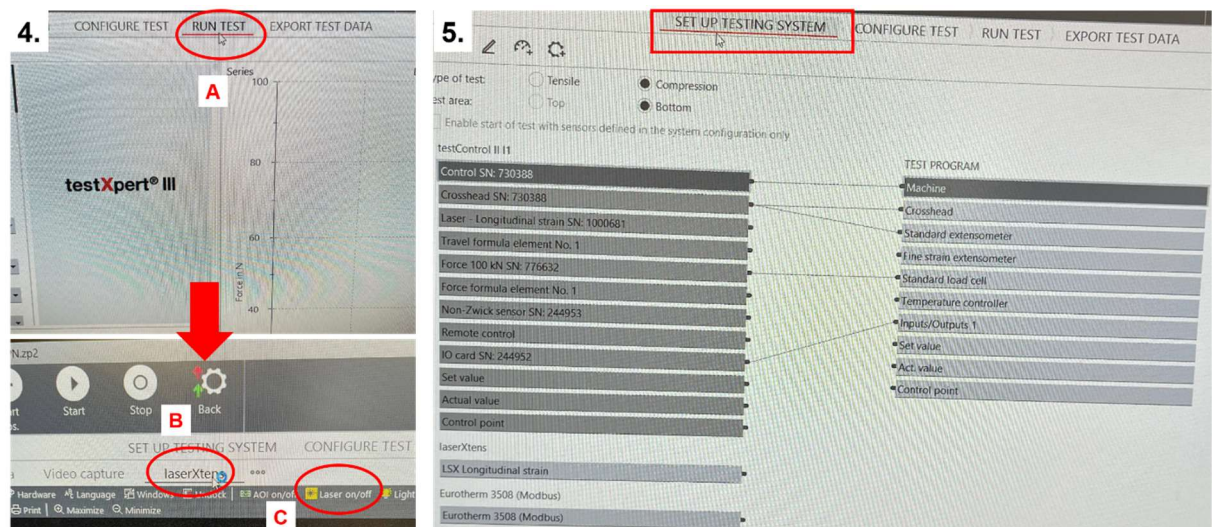 4.
CONFIGURE TEST
RUN TEST
EXPORT TEST DATA
A
Series
100
80
60
40
Force in N
testXpert® III
N.zp2
Start
Stop
Back
B
SET UP TESTING SYSTEM
CONFIGURE TEST
Video capture
laserXtens
Hardware
Language
Windows
AOI on/off
Laser on/off
Light
Print
Maximize
Minimize
C
5.
SET UP TESTING SYSTEM
CONFIGURE TEST
RUN TEST
EXPORT TEST DATA
ype of test:
Tensile
Compression
est area:
Top
Bottom
Enable start of test with sensors defined in the system configuration only
testControl II I1
Control SN: 730388
Crosshead SN: 730388
Laser - Longitudinal strain SN: 1000681
Travel formula element No. 1
Force 100 kN SN: 776632
Force formula element No. 1
Non-Zwick sensor SN: 244953
Remote control
IO card SN: 244952
Set value
Actual value
Control point
laserXtens
LSX Longitudinal strain
Eurotherm 3508 (Modbus)
Eurotherm 3508 (Modbus)
TEST PROGRAM
Machine
Crosshead
Standard extensometer
Fine strain extensometer
Standard load cell
Temperature controller
Inputs/Outputs 1
Set value
Act. value
Control point